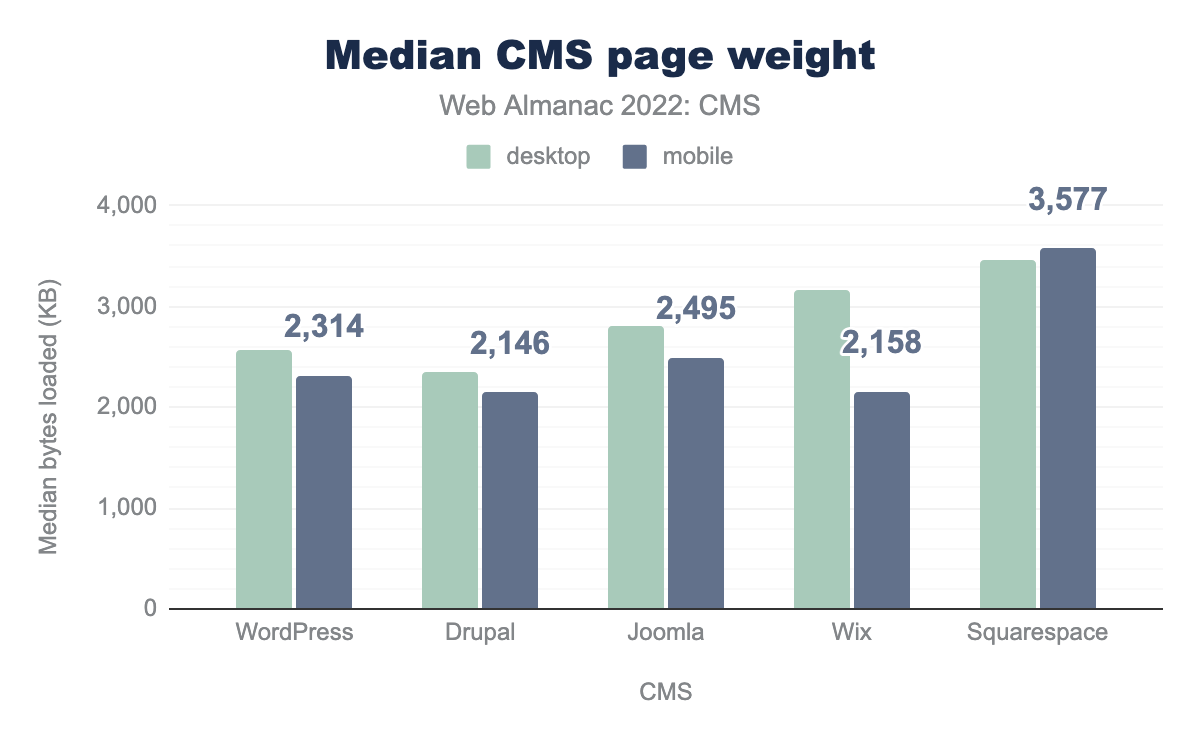 Median CMS page weight
Web Almanac 2022: CMS
desktop mobile
Median bytes loaded (KB)
4,000
3,000
2,000
1,000
0
2,314
2,146
2,495
2,158
3,577
WordPress Drupal Joomla Wix Squarespace
CMS